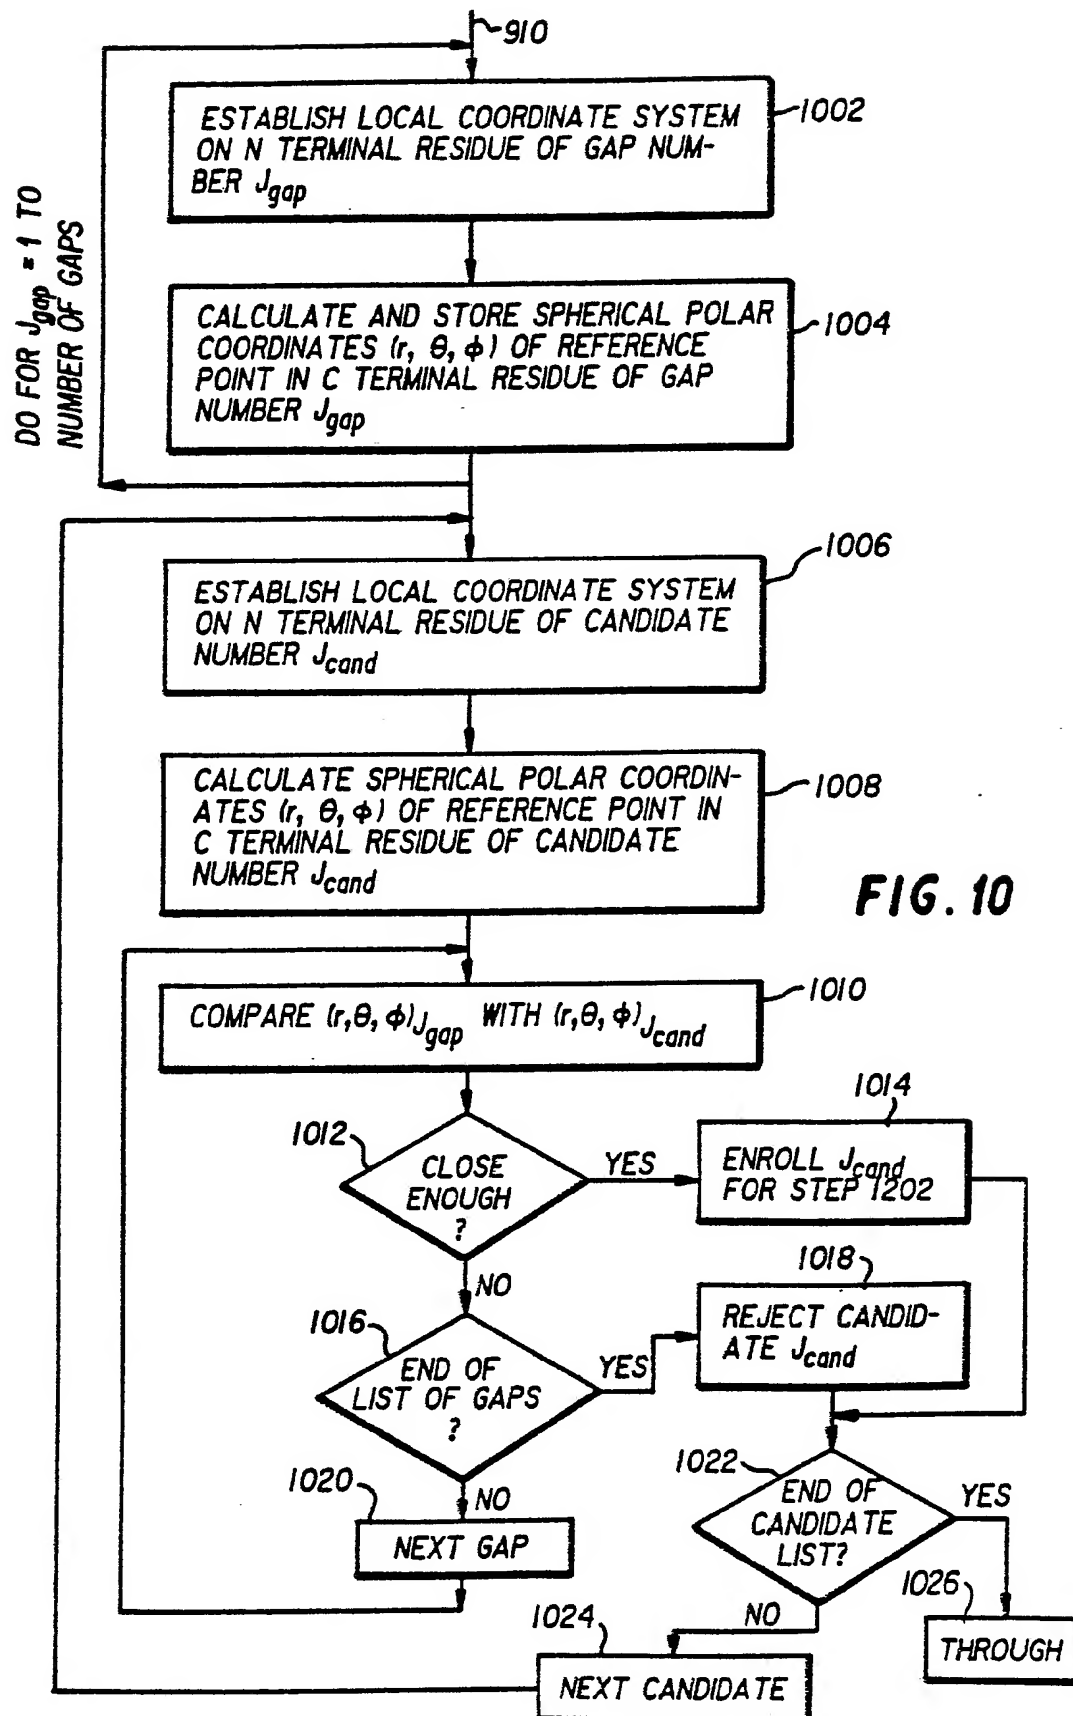 910
ESTABLISH LOCAL COORDINATE SYSTEM
ON N TERMINAL RESIDUE OF GAP NUM-
BER Jgap
1002
DO FOR Jgap = 1 TO
NUMBER OF GAPS
CALCULATE AND STORE SPHERICAL POLAR
COORDINATES (r, θ, ϕ) OF REFERENCE
POINT IN C TERMINAL RESIDUE OF GAP
NUMBER Jgap
1004
ESTABLISH LOCAL COORDINATE SYSTEM
ON N TERMINAL RESIDUE OF CANDIDATE
NUMBER Jcand
1006
CALCULATE SPHERICAL POLAR COORDIN-
ATES (r, θ, ϕ) OF REFERENCE POINT IN
C TERMINAL RESIDUE OF CANDIDATE
NUMBER Jcand
1008
FIG. 10
COMPARE (r,θ, ϕ)Jgap WITH (r,θ, ϕ)Jcand
1010
1012
CLOSE
ENOUGH
?
YES
NO
1014
ENROLL Jcand
FOR STEP 1202
1016
END OF
LIST OF GAPS
?
YES
NO
1018
REJECT CANDID-
ATE Jcand
1020
NEXT GAP
1022
END OF
CANDIDATE
LIST?
YES
NO
1024
NEXT CANDIDATE
1026
THROUGH